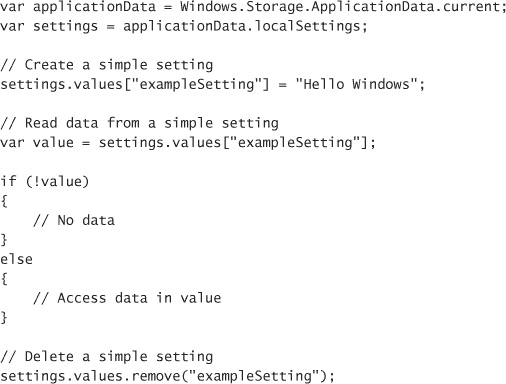 var applicationData = Windows.Storage.ApplicationData.current;
var settings = applicationData.localSettings;

// Create a simple setting
settings.values["exampleSetting"] = "Hello Windows";

// Read data from a simple setting
var value = settings.values["exampleSetting"];

if (!value)
{
    // No data
}
else
{
    // Access data in value
}

// Delete a simple setting
settings.values.remove("exampleSetting");